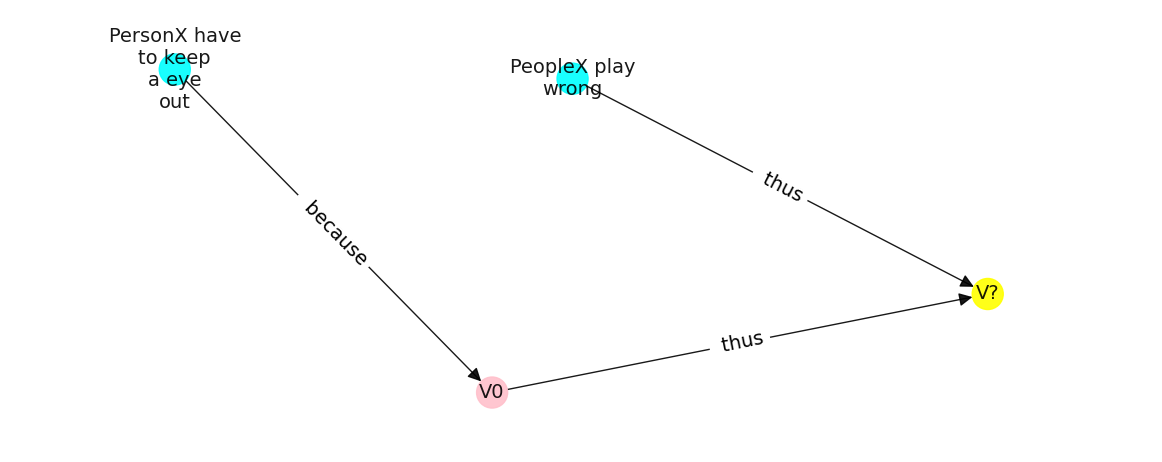 PersonX have
to keep
a eye
out
PeopleX play
wrong
thus
because
V?
thus
V0